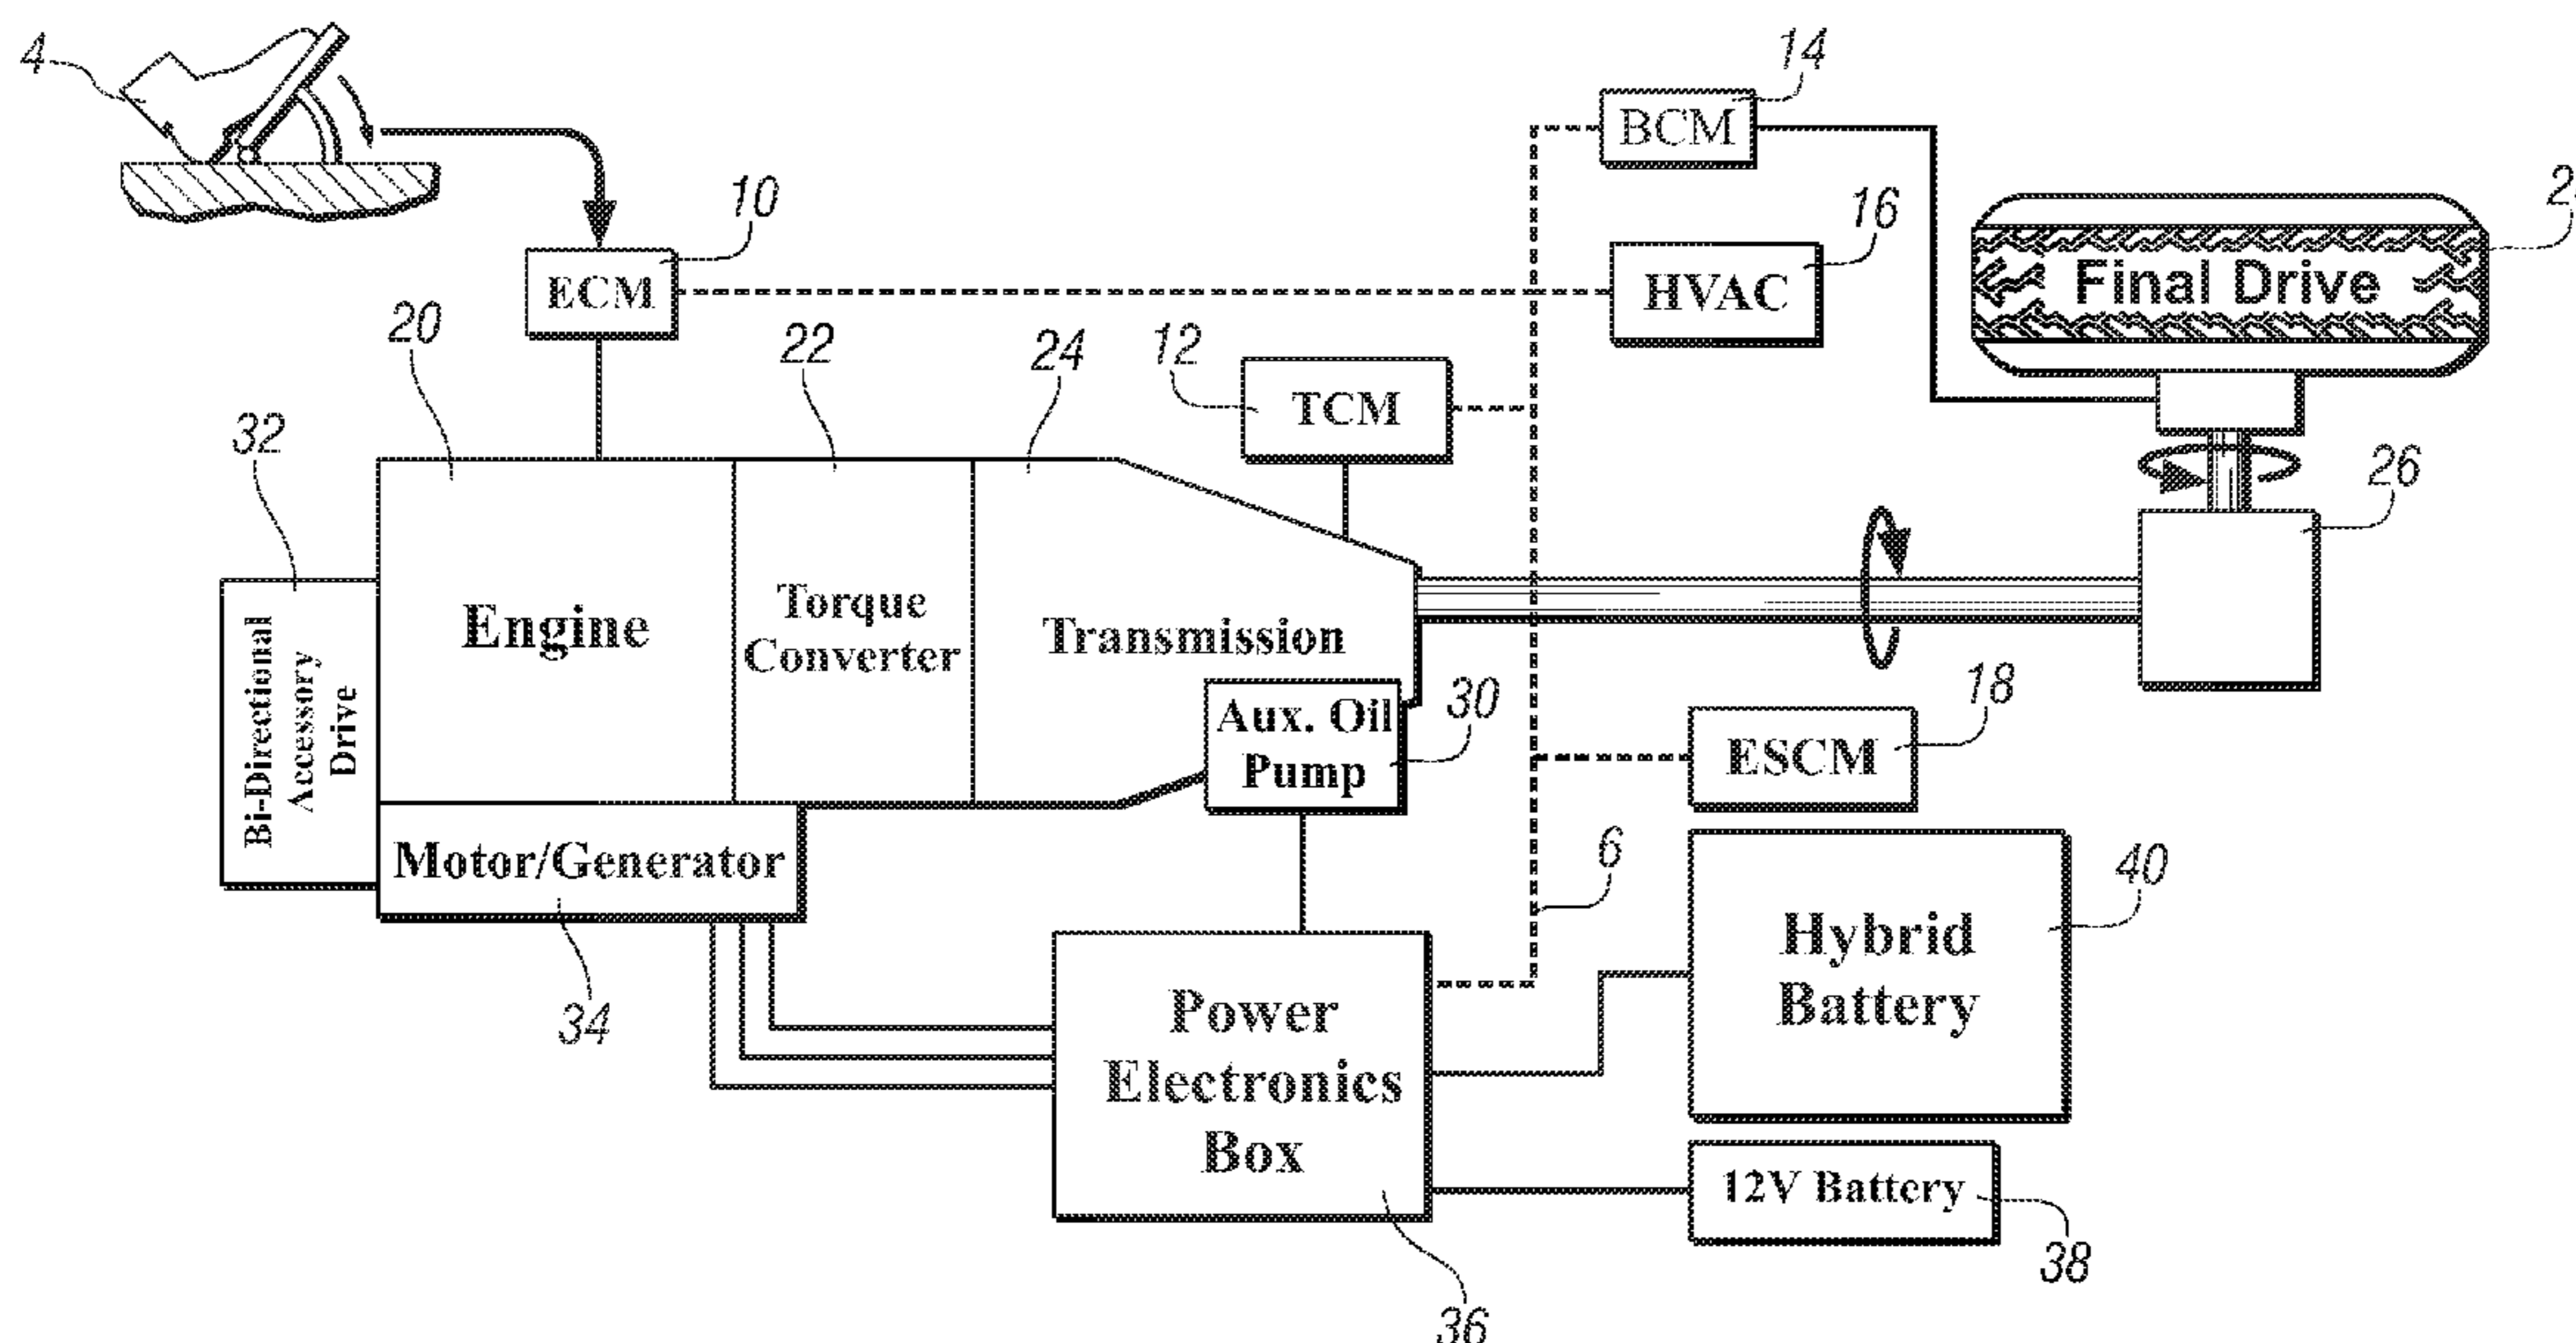 4
14
BCM
10
16
ECM
HVAC
Final Drive
20
22
24
12
TCM
32
26
Engine
Torque
Converter
Transmission
Bi-Directional
Accessory
Drive
Aux. Oil
Pump
30
18
ESCM
Motor/Generator
6
40
Hybrid
Battery
34
Power
Electronics
Box
12V Battery
38
36